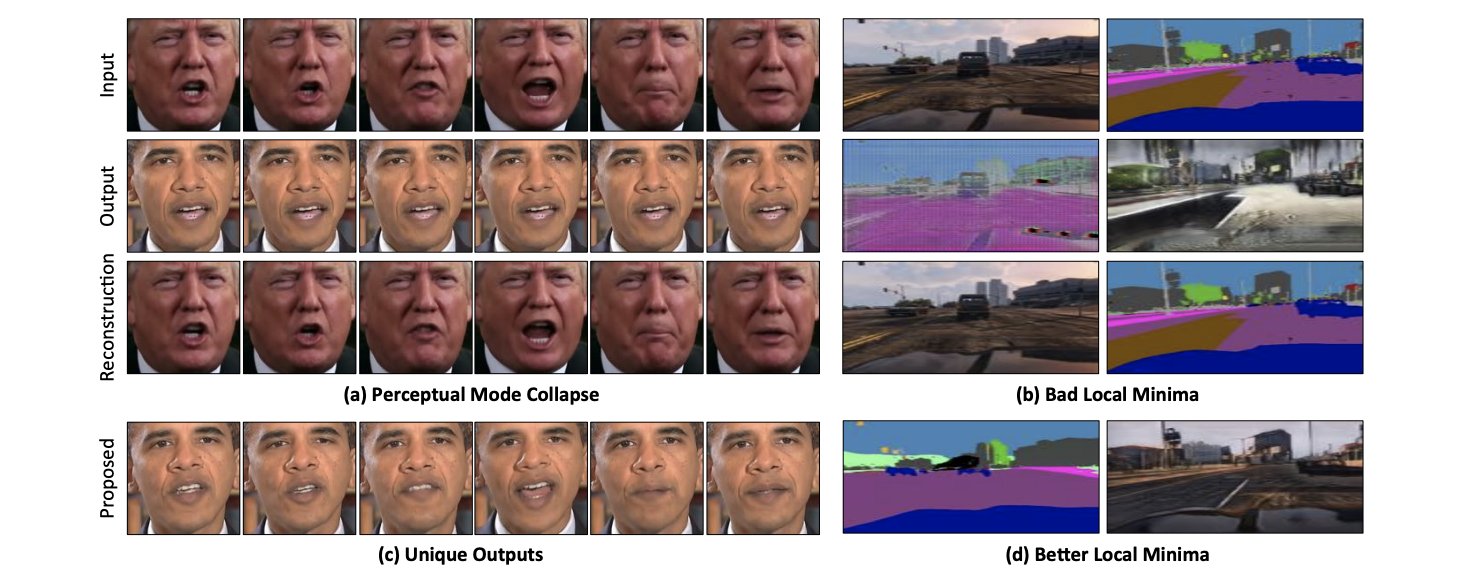 Input
Output
Reconstruction
(a) Perceptual Mode Collapse
(b) Bad Local Minima
Proposed
(c) Unique Outputs
(d) Better Local Minima